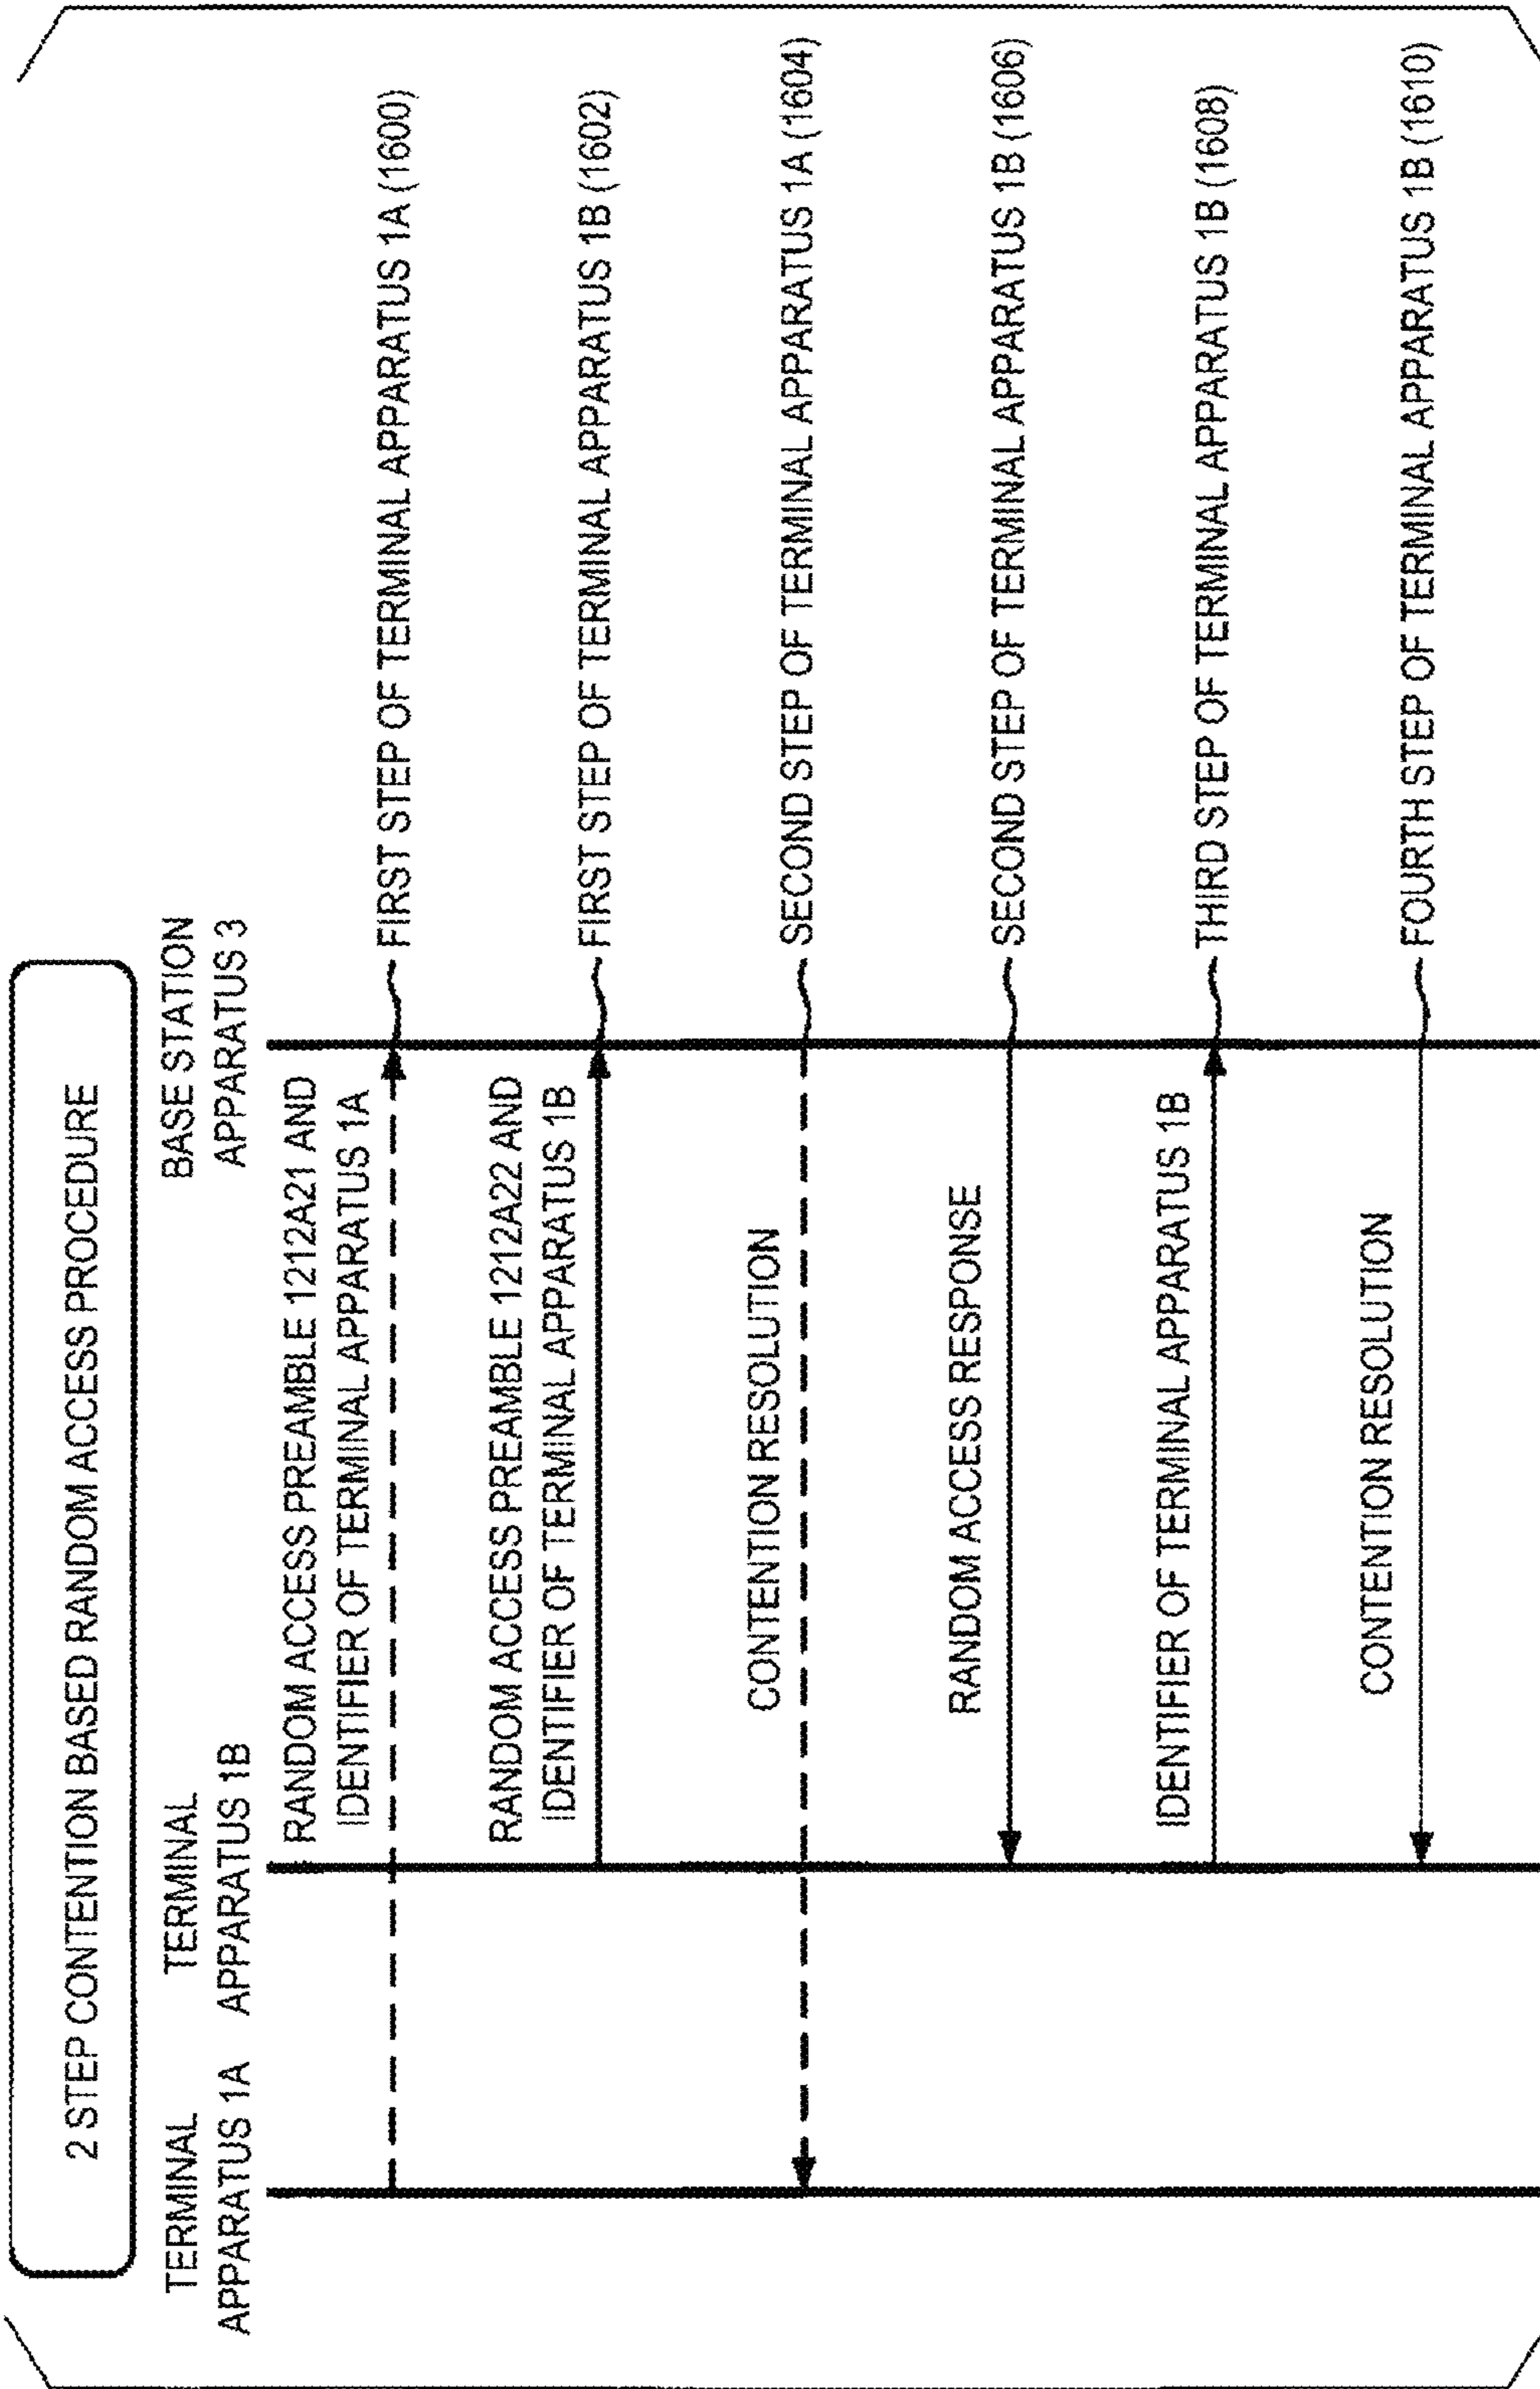 2 STEP CONTENTION BASED RANDOM ACCESS PROCEDURE
TERMINAL
APPARATUS 1A
TERMINAL
APPARATUS 1B
BASE STATION
APPARATUS 3
RANDOM ACCESS PREAMBLE 1212A21 AND
IDENTIFIER OF TERMINAL APPARATUS 1A
FIRST STEP OF TERMINAL APPARATUS 1A (1600)
RANDOM ACCESS PREAMBLE 1212A22 AND
IDENTIFIER OF TERMINAL APPARATUS 1B
FIRST STEP OF TERMINAL APPARATUS 1B (1602)
CONTENTION RESOLUTION
SECOND STEP OF TERMINAL APPARATUS 1A (1604)
RANDOM ACCESS RESPONSE
SECOND STEP OF TERMINAL APPARATUS 1B (1606)
IDENTIFIER OF TERMINAL APPARATUS 1B
THIRD STEP OF TERMINAL APPARATUS 1B (1608)
CONTENTION RESOLUTION
FOURTH STEP OF TERMINAL APPARATUS 1B (1610)